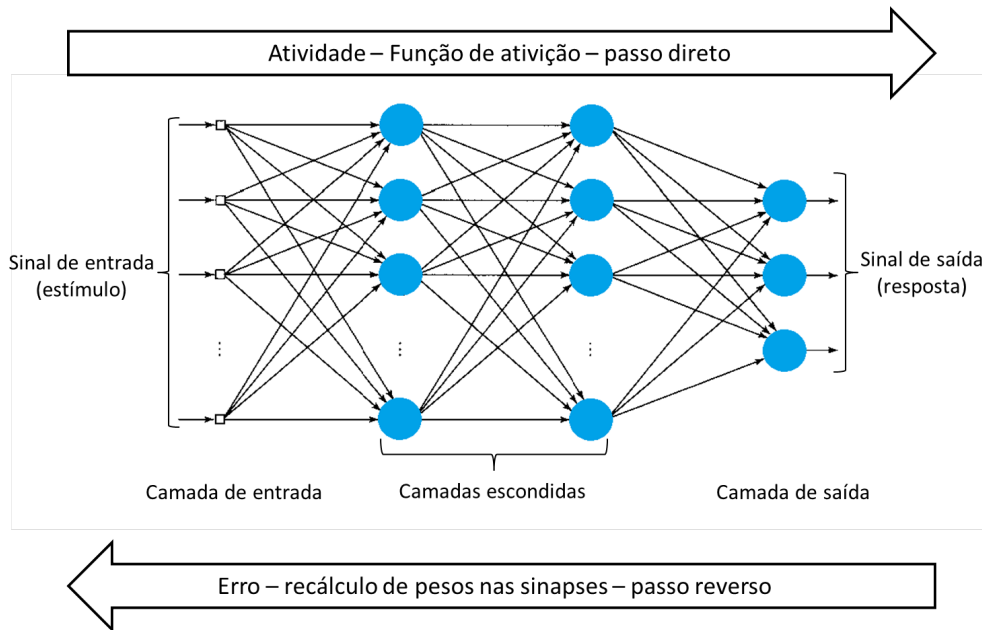 Atividade – Função de ativição – passo direto
Sinal de entrada
(estímulo)
Sinal de saída
(resposta)
Camada de entrada
Camadas escondidas
Camada de saída
Erro – recálculo de pesos nas sinapses – passo reverso